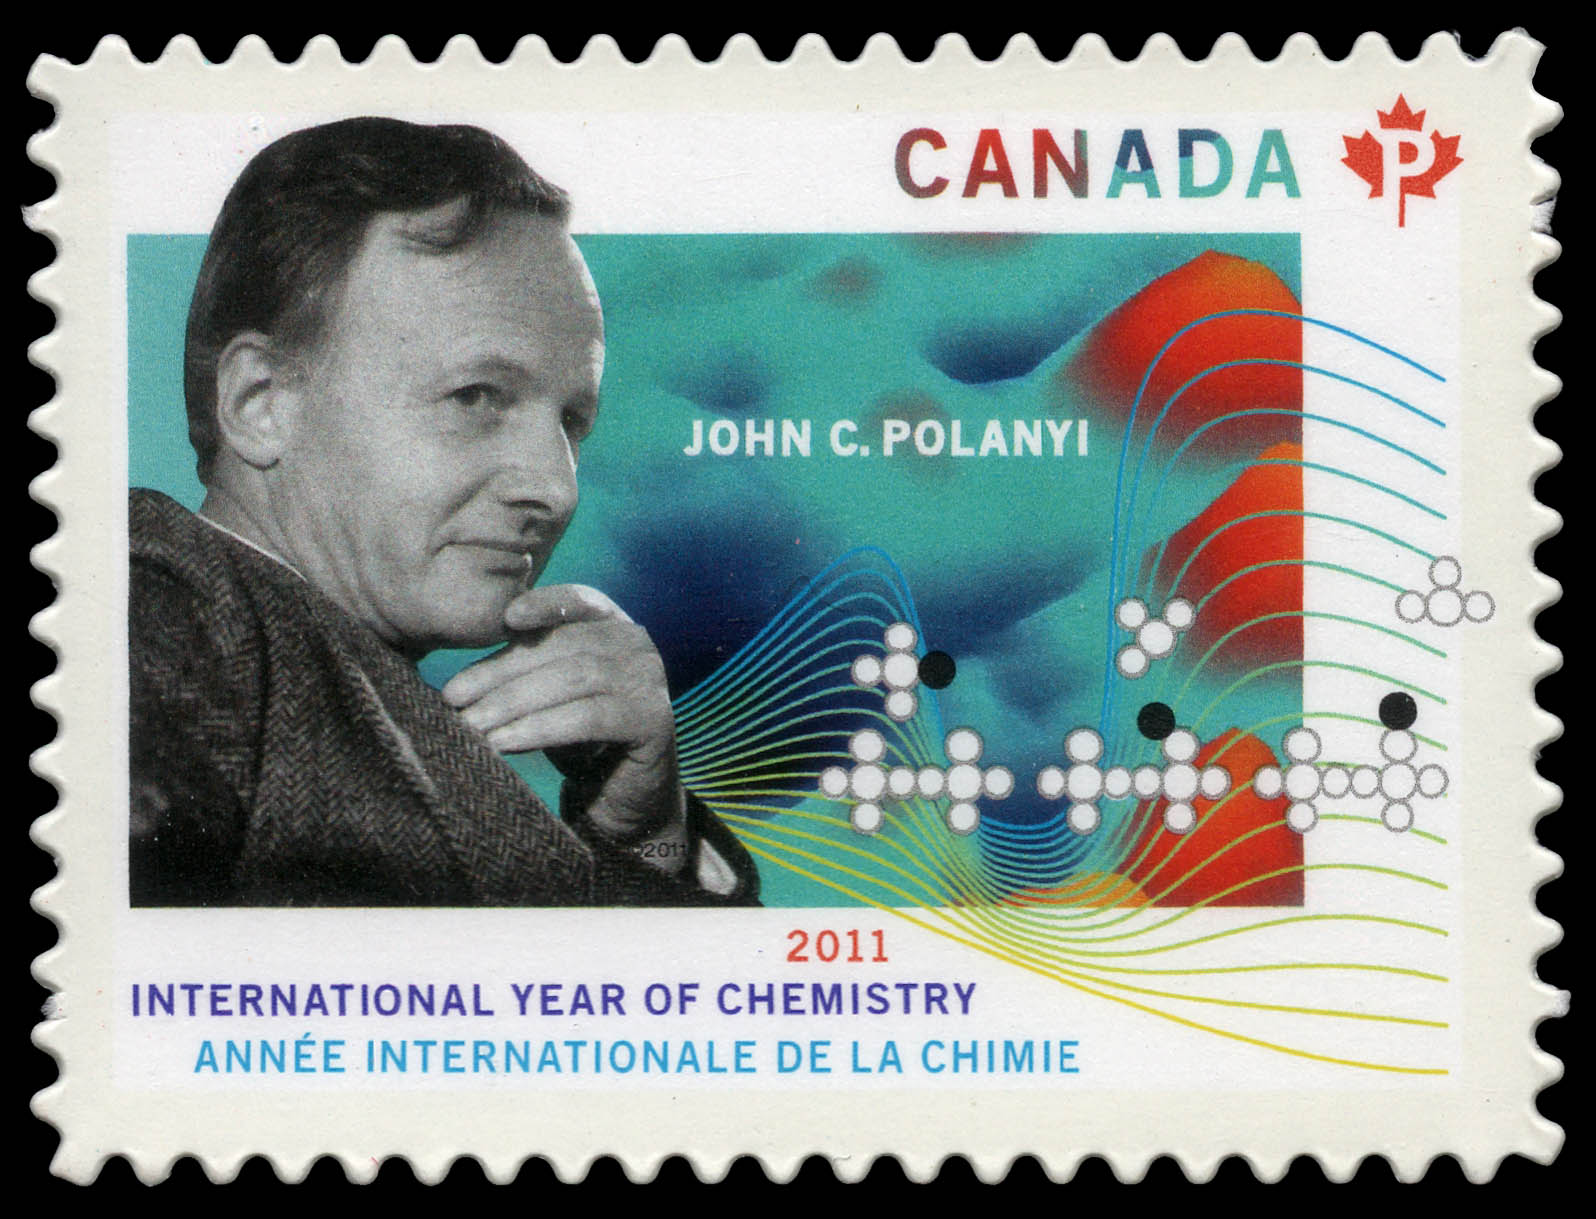 CANADA P
JOHN C. POLANYI
©2011
2011
INTERNATIONAL YEAR OF CHEMISTRY
ANNÉE INTERNATIONALE DE LA CHIMIE